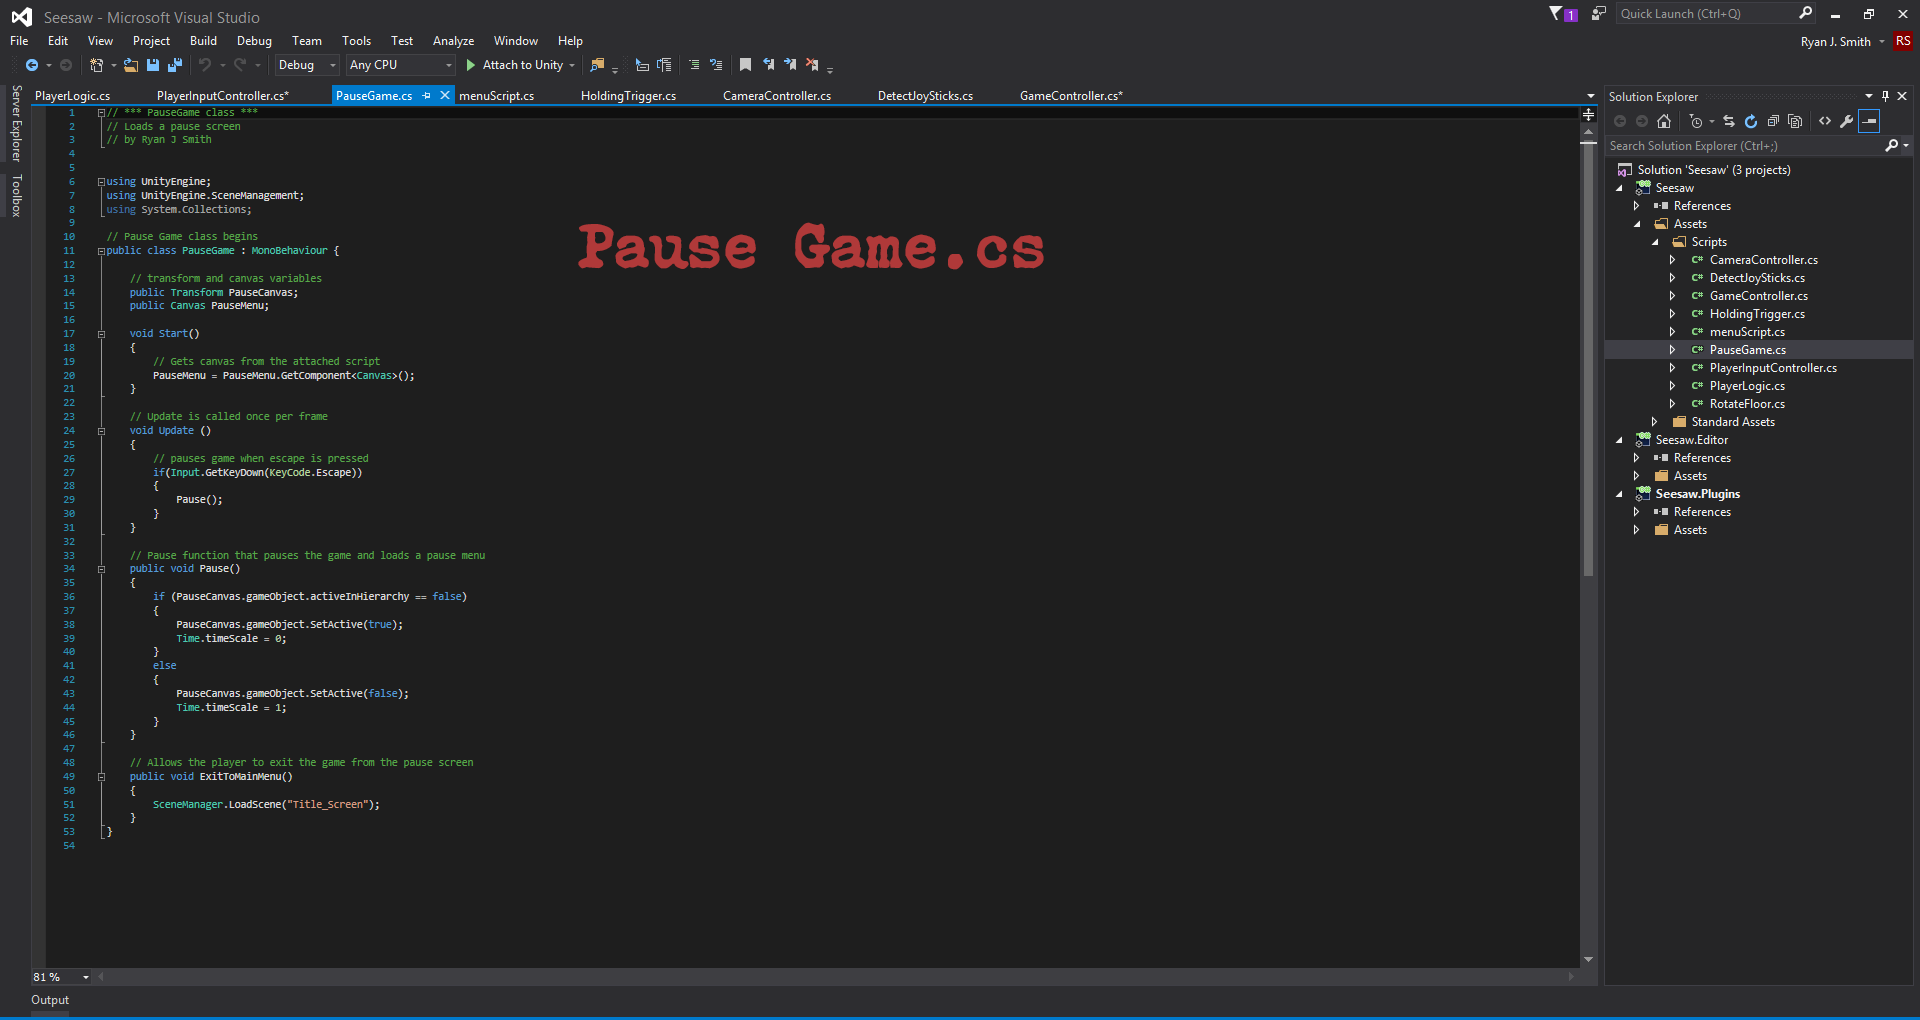 Seesaw - Microsoft Visual Studio
1
Quick Launch (Ctrl+Q)
File Edit View Project Build Debug Team Tools Test Analyze Window Help
Ryan J. Smith RS
Debug Any CPU Attach to Unity
Server Explorer
Toolbox
PlayerLogic.cs PlayerInputController.cs* PauseGame.cs menuScript.cs HoldingTrigger.cs CameraController.cs DetectJoySticks.cs GameController.cs*
1 // *** PauseGame class ***
2 // Loads a pause screen
3 // by Ryan J Smith
4
5
6 using UnityEngine;
7 using UnityEngine.SceneManagement;
8 using System.Collections;
9
10 // Pause Game class begins
11 public class PauseGame : MonoBehaviour {
12
13 // transform and canvas variables
14 public Transform PauseCanvas;
15 public Canvas PauseMenu;
16
17 void Start()
18 {
19 // Gets canvas from the attached script
20 PauseMenu = PauseMenu.GetComponent<Canvas>();
21 }
22
23 // Update is called once per frame
24 void Update ()
25 {
26 // pauses game when escape is pressed
27 if(Input.GetKeyDown(KeyCode.Escape))
28 {
29 Pause();
30 }
31 }
32
33 // Pause function that pauses the game and loads a pause menu
34 public void Pause()
35 {
36 if (PauseCanvas.gameObject.activeInHierarchy == false)
37 {
38 PauseCanvas.gameObject.SetActive(true);
39 Time.timeScale = 0;
40 }
41 else
42 {
43 PauseCanvas.gameObject.SetActive(false);
44 Time.timeScale = 1;
45 }
46 }
47
48 // Allows the player to exit the game from the pause screen
49 public void ExitToMainMenu()
50 {
51 SceneManager.LoadScene("Title_Screen");
52 }
53 }
54
Pause Game.cs
81 %
Output
Solution Explorer
Search Solution Explorer (Ctrl+;)
Solution 'Seesaw' (3 projects)
Seesaw
References
Assets
Scripts
C# CameraController.cs
C# DetectJoySticks.cs
C# GameController.cs
C# HoldingTrigger.cs
C# menuScript.cs
C# PauseGame.cs
C# PlayerInputController.cs
C# PlayerLogic.cs
C# RotateFloor.cs
Standard Assets
Seesaw.Editor
References
Assets
Seesaw.Plugins
References
Assets